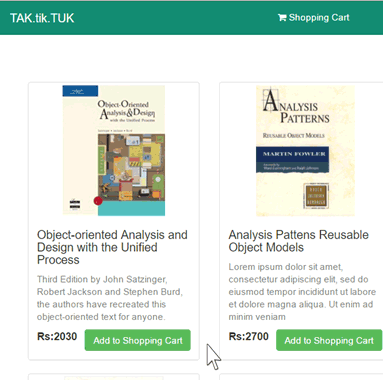 TAK.tik.TUK
Shopping Cart
Object-Oriented
Analysis & Design
with the Unified Process
Object-oriented Analysis and
Design with the Unified
Process
Third Edition by John Satzinger,
Robert Jackson and Stephen Burd,
the authors have recreated this
object-oriented text for anyone.
Rs:2030
Add to Shopping Cart
ANALYSIS
PATTERNS
REUSABLE OBJECT MODELS
MARTIN FOWLER
Analysis Pattens Reusable
Object Models
Lorem ipsum dolor sit amet,
consectetur adipiscing elit, sed do
eiusmod tempor incididunt ut labore
et dolore magna aliqua. Ut enim ad
minim veniam
Rs:2700
Add to Shopping Cart